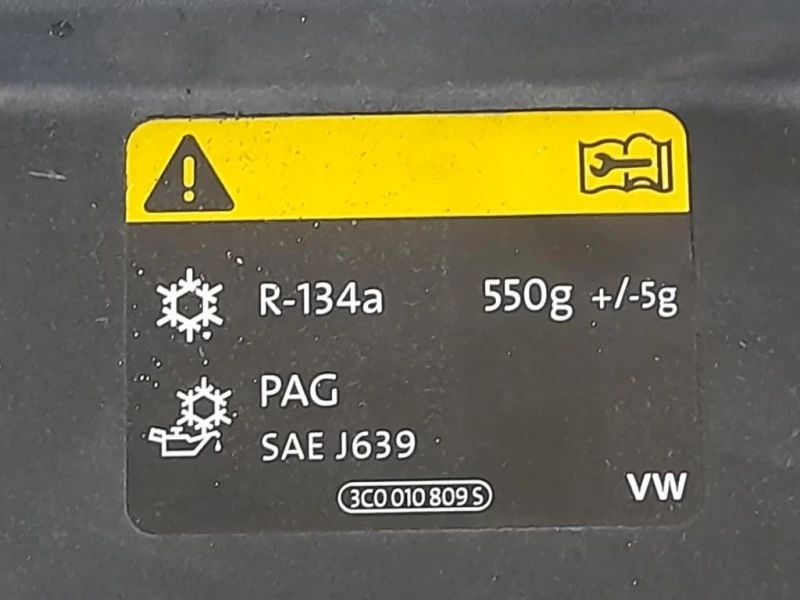 R-134a 550g +/-5g
PAG
SAE J639
3C0 010 809 S
VW